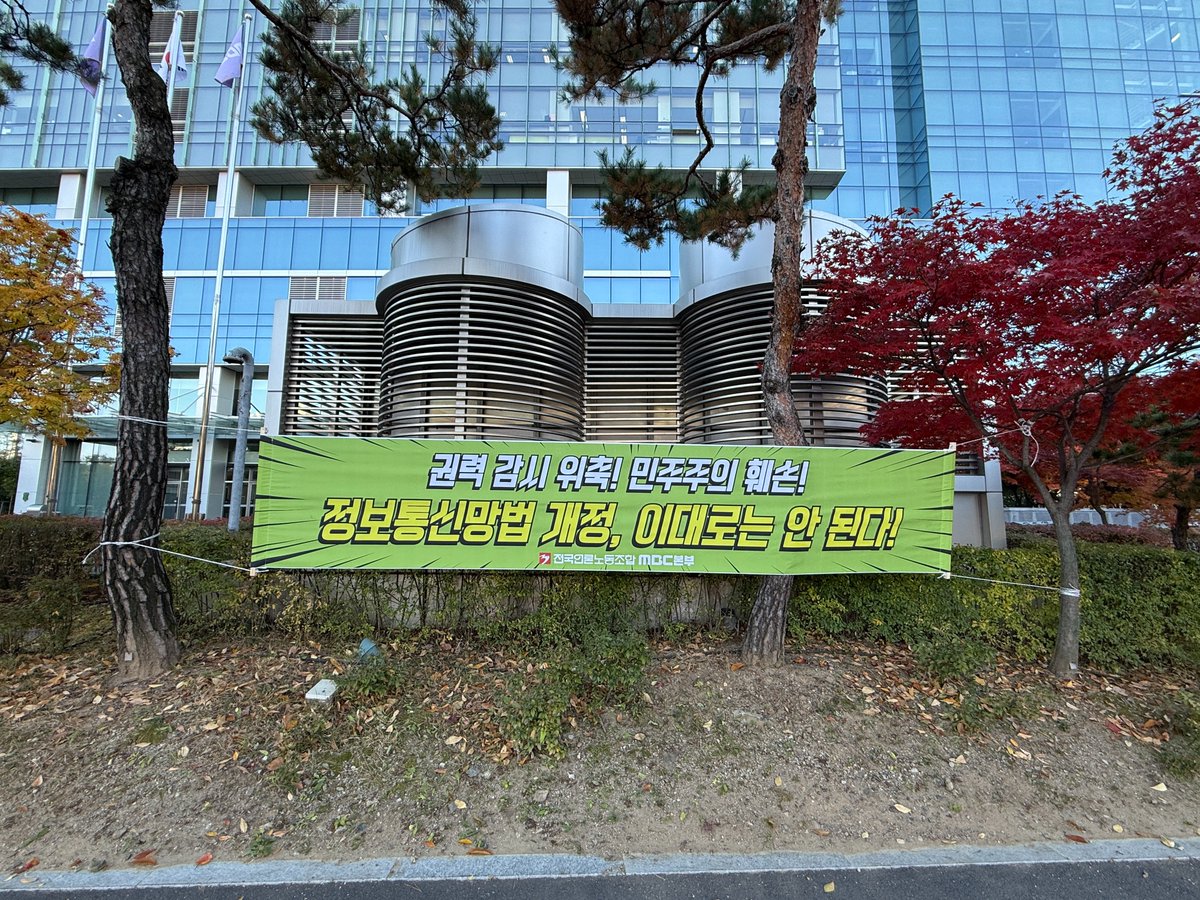 권력 감시 위축! 민주주의 훼손!
정보통신망법 개정, 이대로는 안 된다!
전국언론노동조합 MBC본부